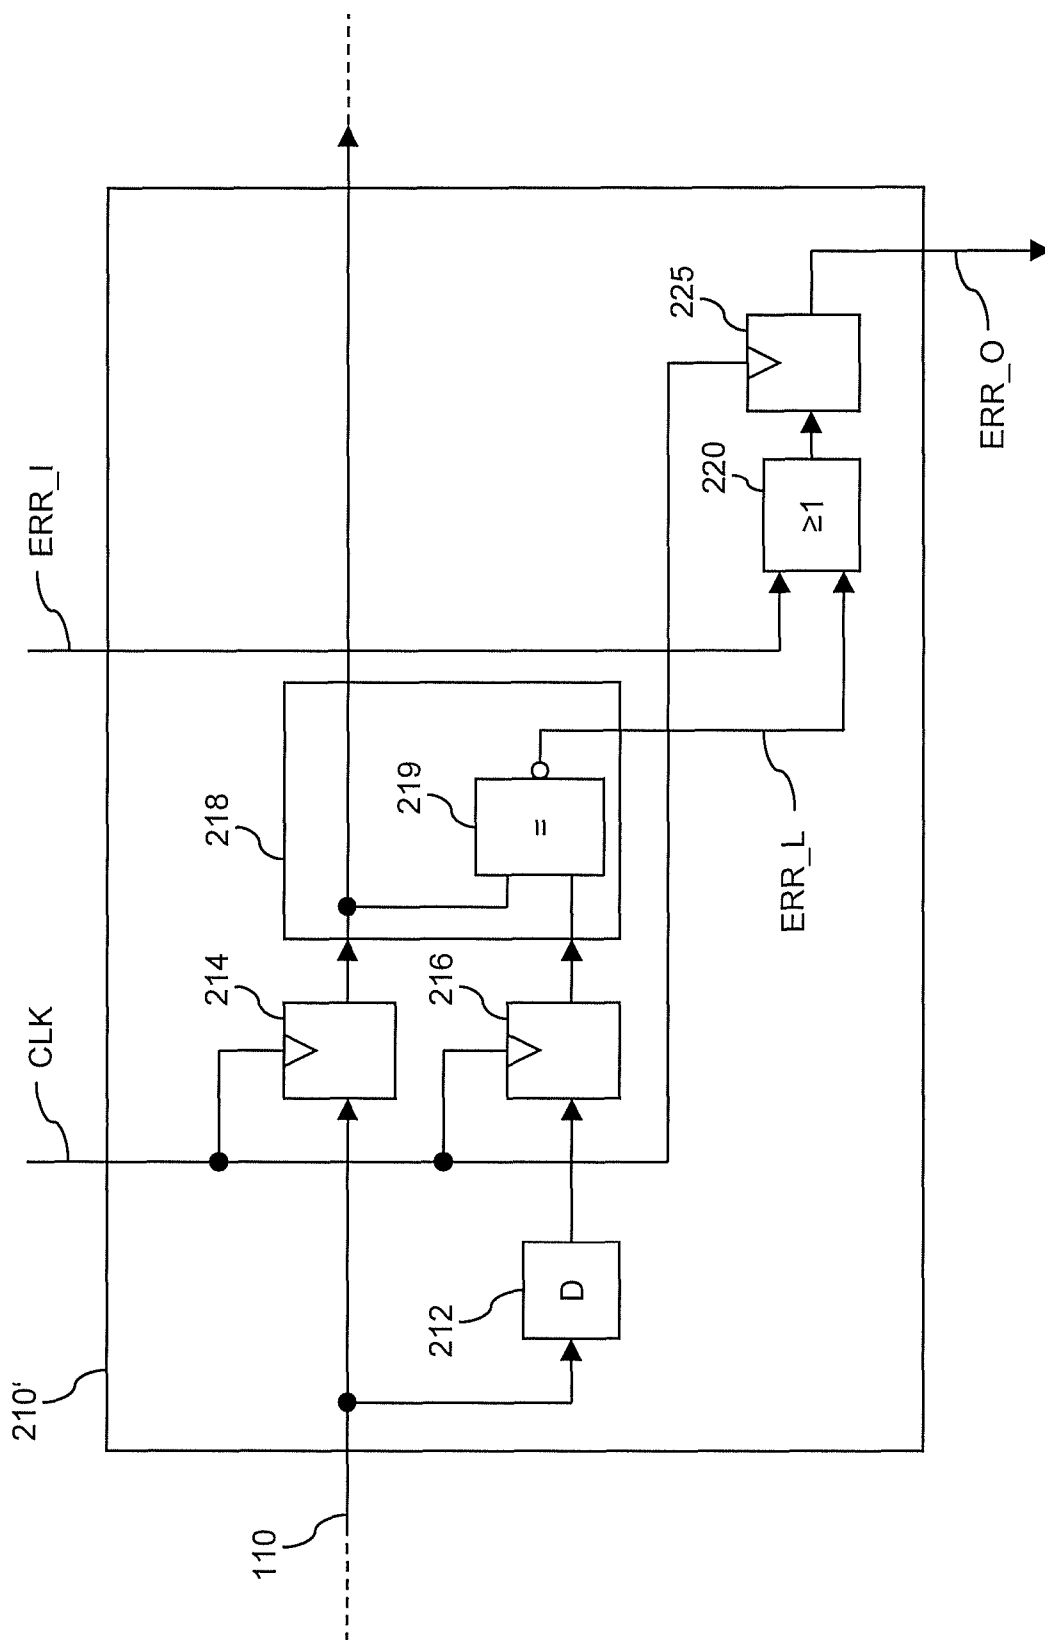 210'
110
CLK
ERR_I
214
218
212
216
219
D
=
220
225
≥1
ERR_L
ERR_O